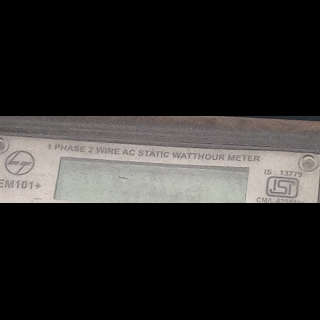 1 PHASE 2 WIRE AC STATIC WATTHOUR METER
EM101+
IS : 13779
ISI